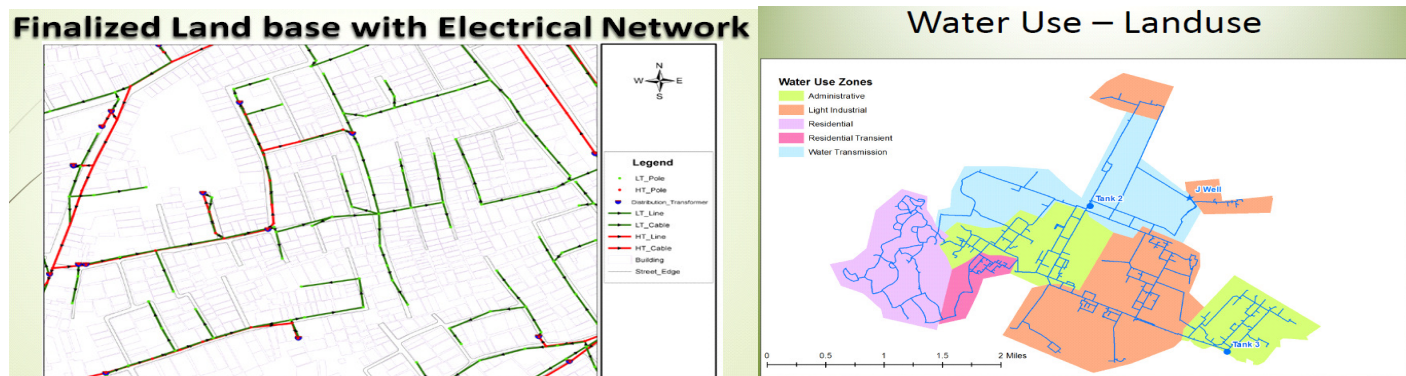 Finalized Land base with Electrical Network
N
W E
S
Legend
LT_Pole
HT_Pole
Distribution_Transformer
LT_Line
LT_Cable
HT_Line
HT_Cable
Building
Street_Edge
Water Use – Landuse
Water Use Zones
Administrative
Light Industrial
Residential
Residential Transient
Water Transmission
J Well
Tank 2
Tank 3
0 0.5 1 1.5 2 Miles